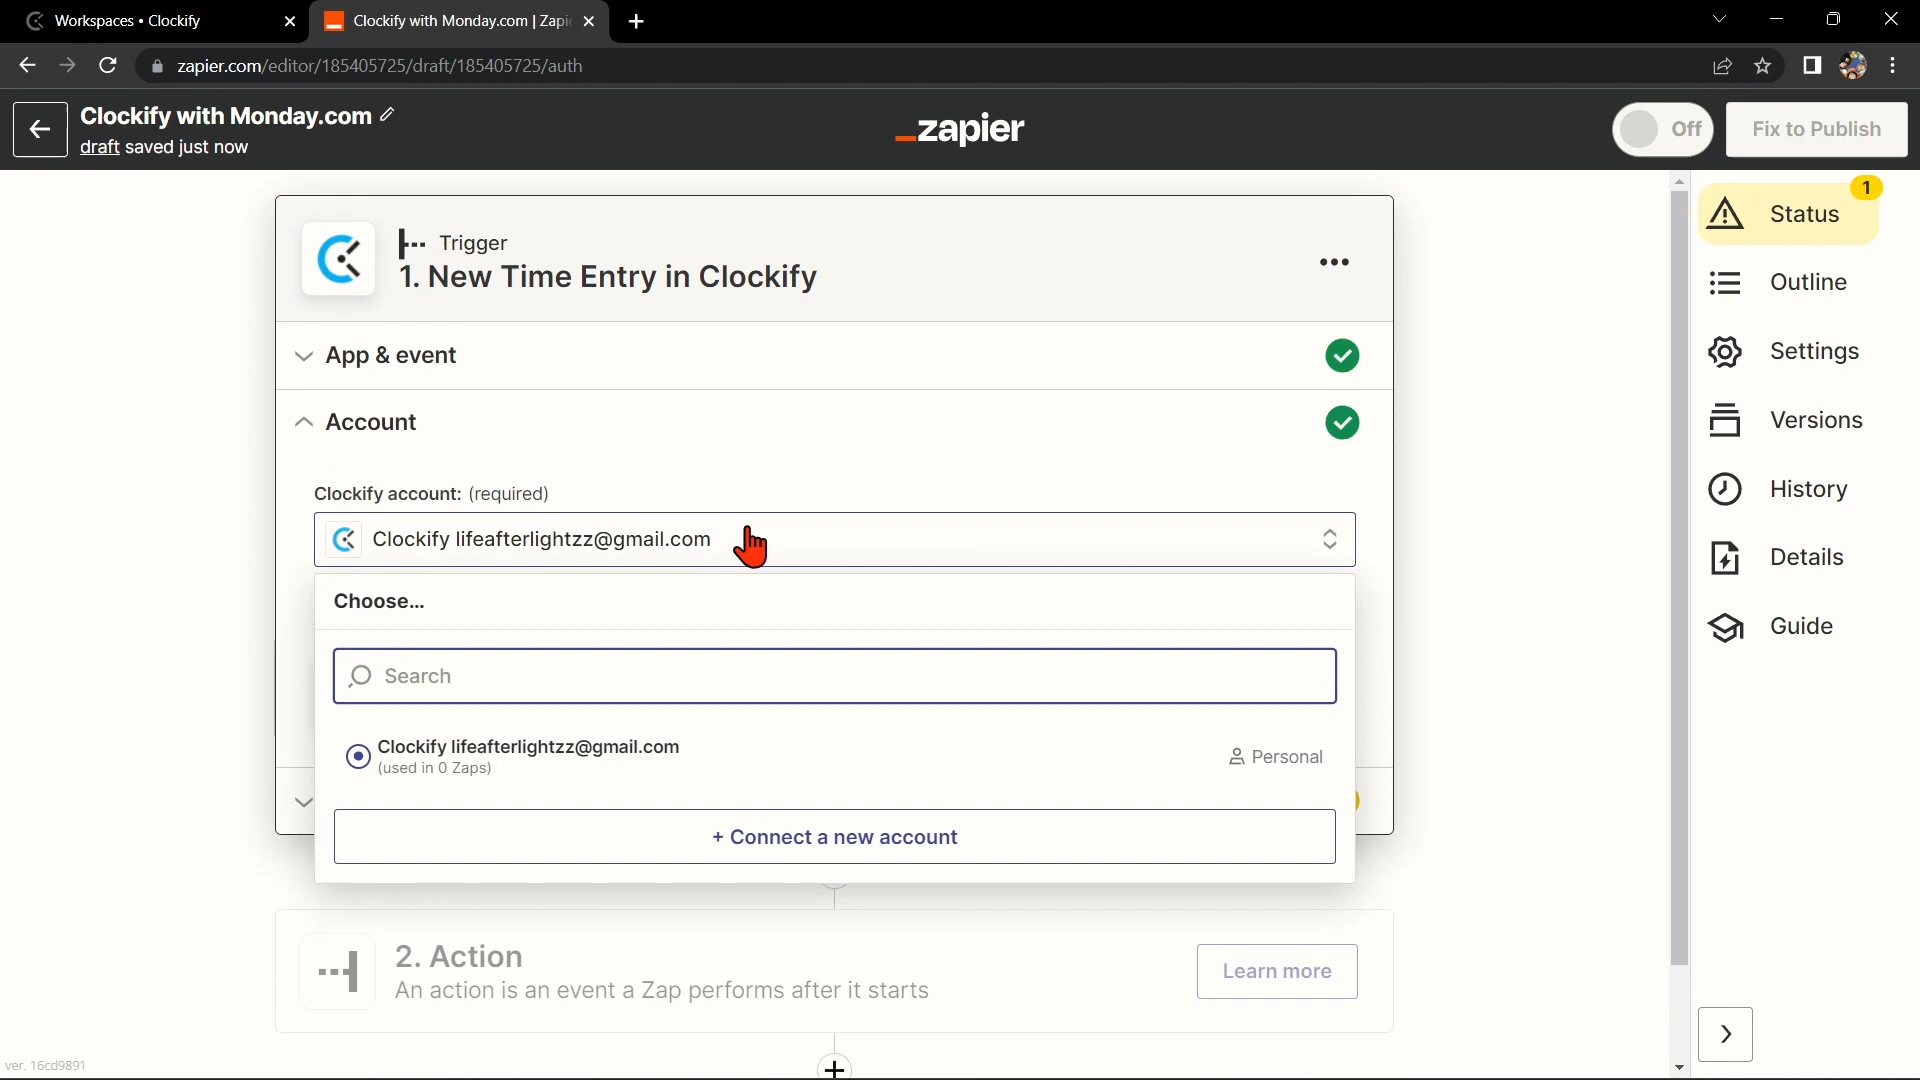 Workspaces • Clockify
Clockify with Monday.com | Zapi
zapier.com/editor/185405725/draft/185405725/auth
Clockify with Monday.com
draft saved just now
zapier
Off
Fix to Publish
Trigger
1. New Time Entry in Clockify
1
Status
Outline
Settings
Versions
History
Details
Guide
App & event
Account
Clockify account: (required)
Clockify lifeafterlightzz@gmail.com
Choose...
Search
Clockify lifeafterlightzz@gmail.com
(used in 0 Zaps)
Personal
+ Connect a new account
2. Action
An action is an event a Zap performs after it starts
Learn more
ver. 16cd9891